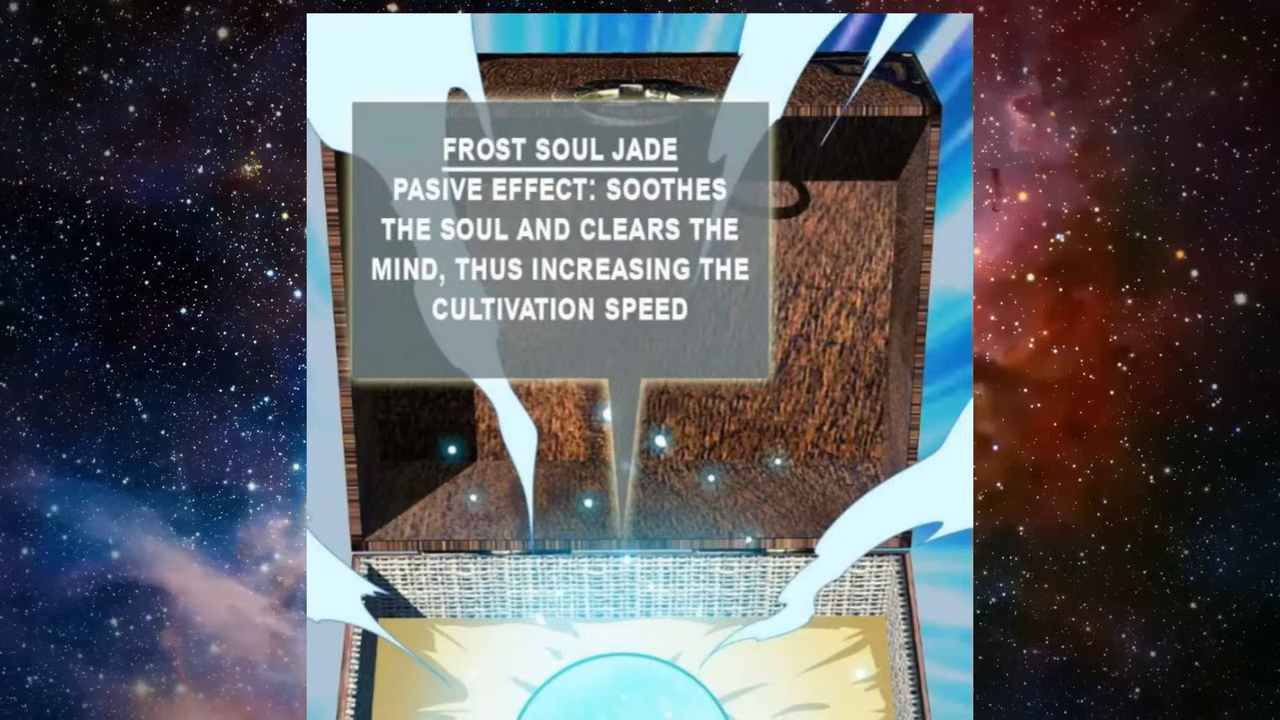 FROST SOUL JADE
PASIVE EFFECT: SOOTHES
THE SOUL AND CLEARS THE
MIND, THUS INCREASING THE
CULTIVATION SPEED